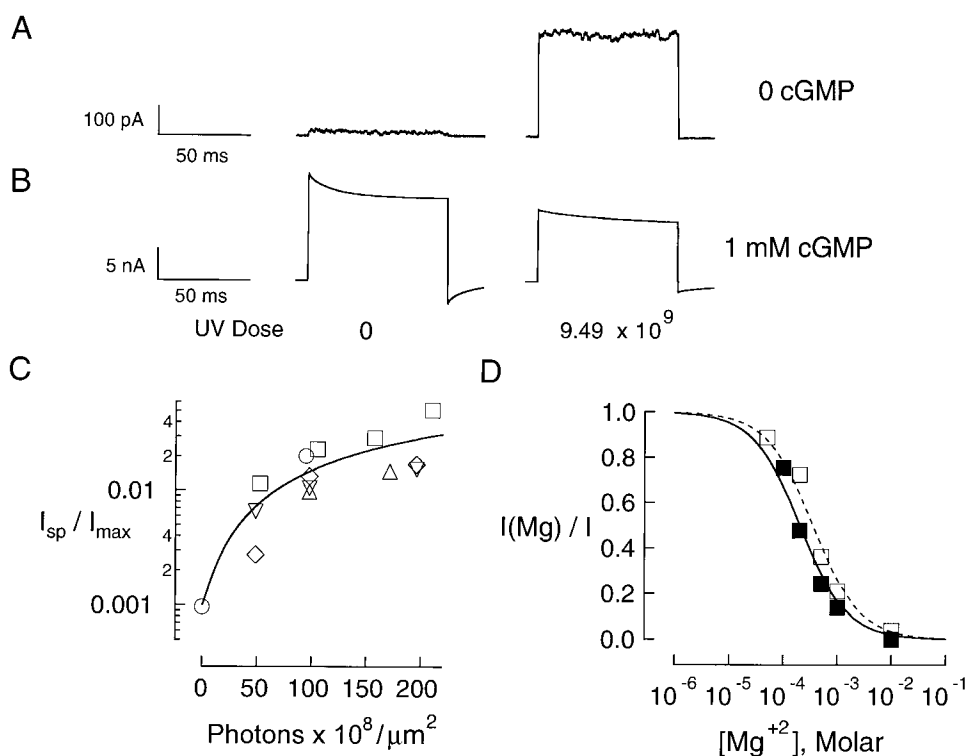 A
100 pA
50 ms
0 cGMP
B
5 nA
50 ms
1 mM cGMP
UV Dose 0 9.49 x 10^9
C
I_sp / I_max
4
2
0.01
4
2
0.001
0 50 100 150 200
Photons x 10^8/μm^2
D
I(Mg) / I
1.0
0.8
0.6
0.4
0.2
0.0
10^-6 10^-5 10^-4 10^-3 10^-2 10^-1
[Mg^+2], Molar